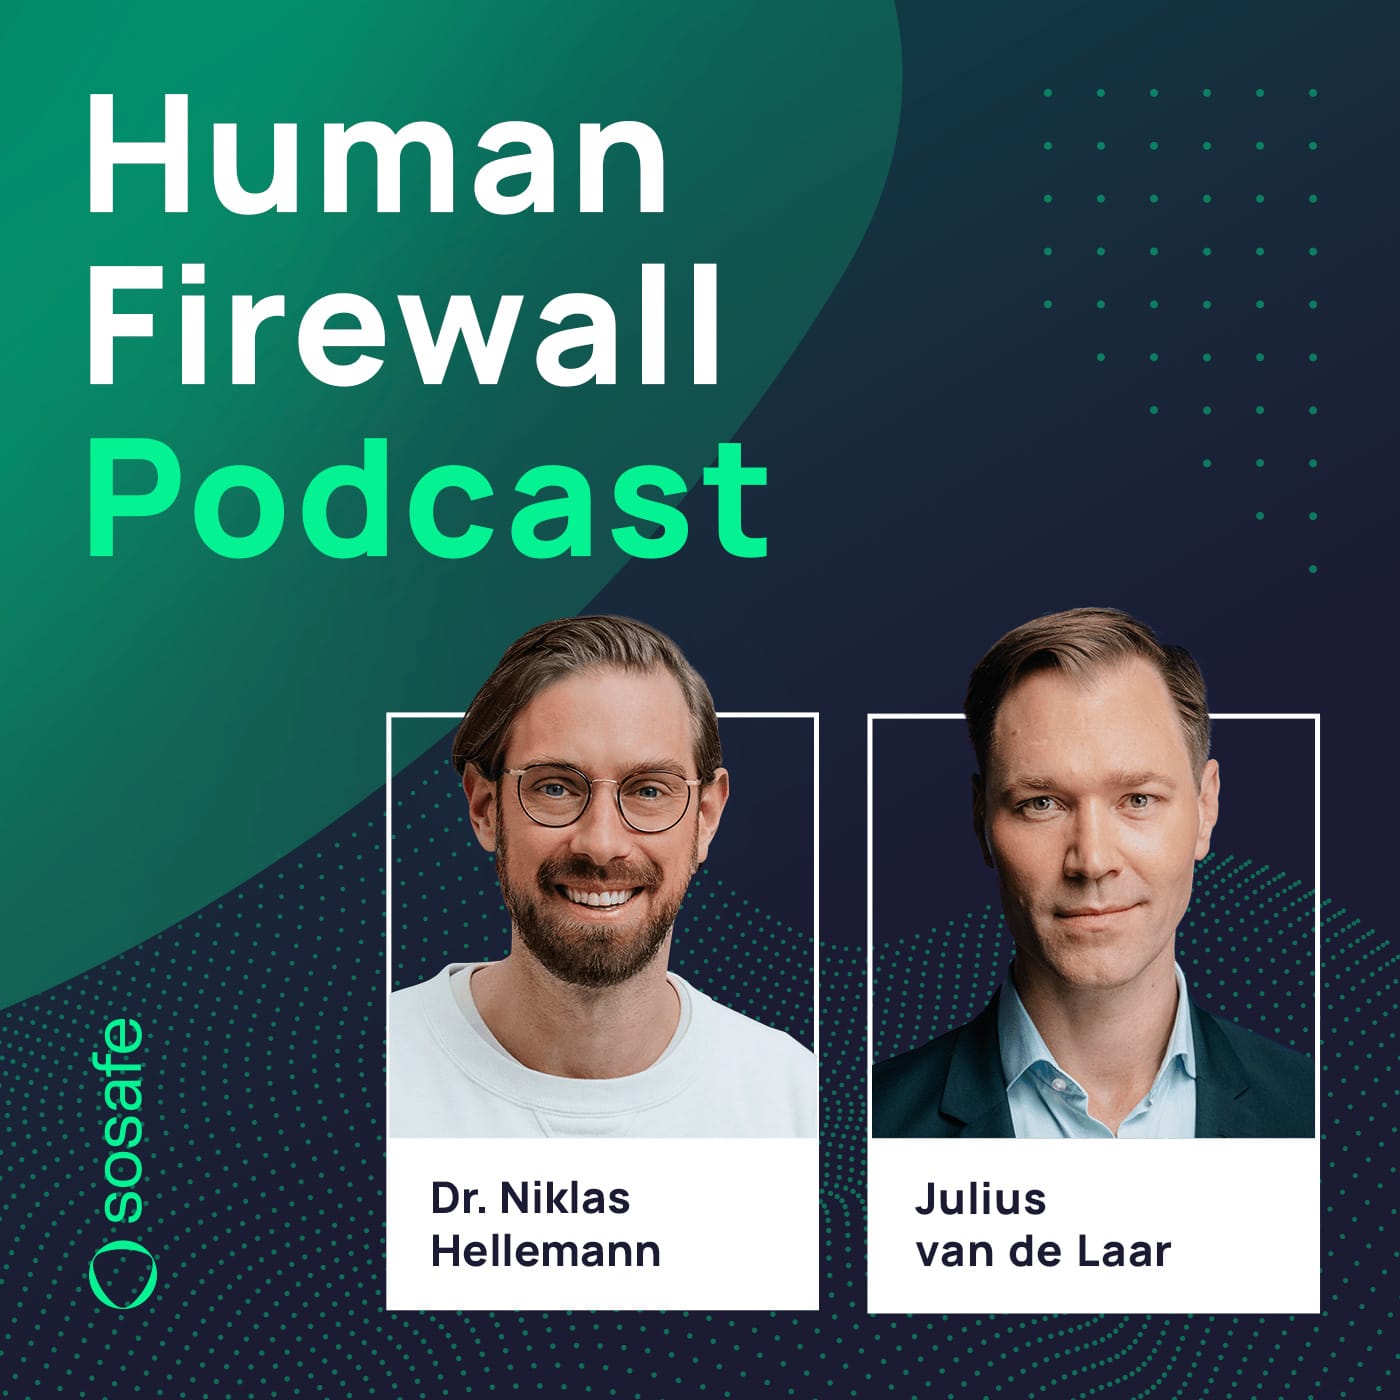 Human
Firewall
Podcast
sosafe
Dr. Niklas
Hellemann
Julius
van de Laar